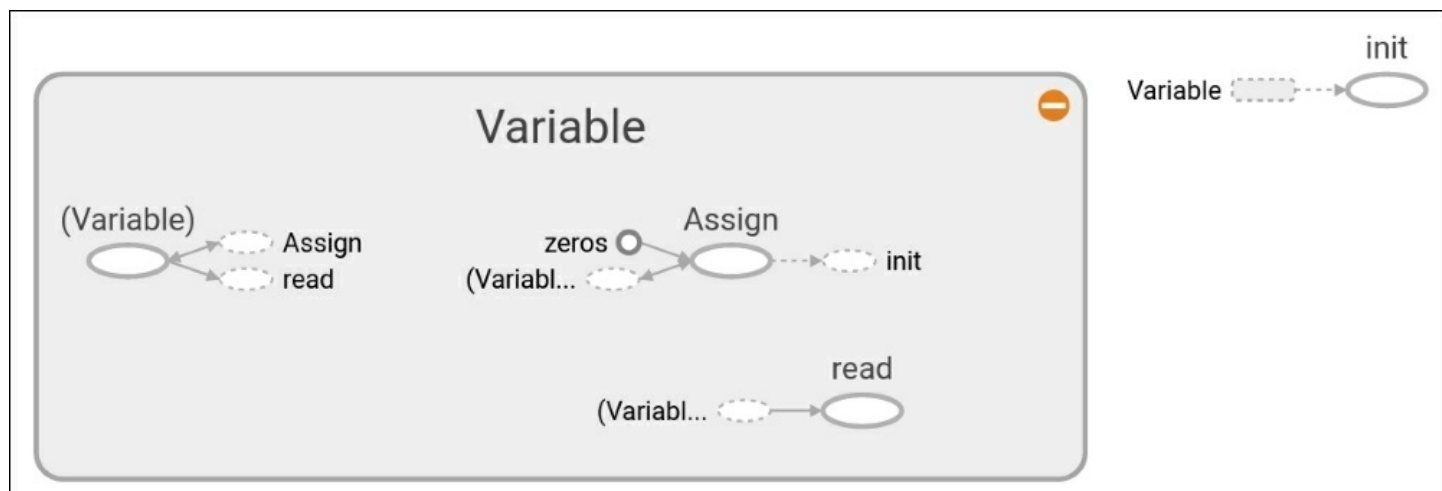 init
Variable
Variable
(Variable)
Assign
read
zeros
(Variabl...
Assign
init
read
(Variabl...